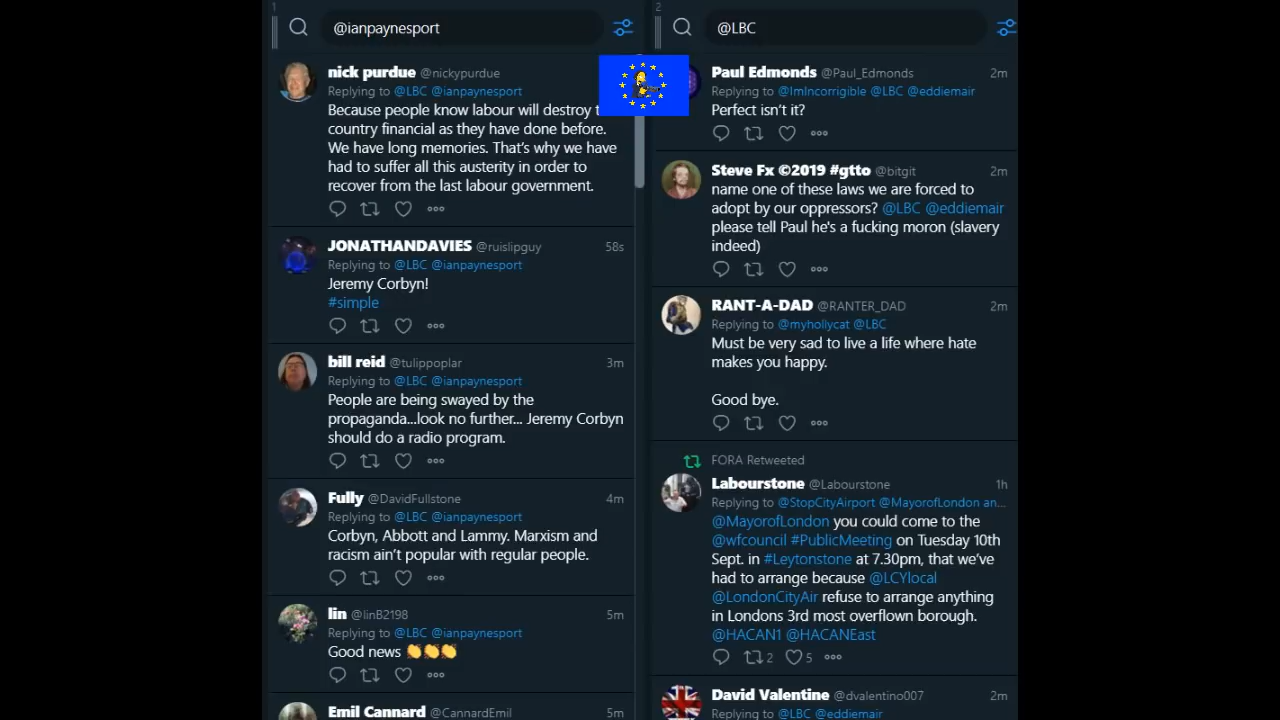 1
@ianpaynesport
nick purdue @nickypurdue
Replying to @LBC @ianpaynesport
Because people know labour will destroy
country financial as they have done before.
We have long memories. That's why we have
had to suffer all this austerity in order to
recover from the last labour government.
JONATHANDAVIES @ruislipguy 58s
Replying to @LBC @ianpaynesport
Jeremy Corbyn!
#simple
bill reid @tulippoplar 3m
Replying to @LBC @ianpaynesport
People are being swayed by the
propaganda...look no further... Jeremy Corbyn
should do a radio program.
Fully @DavidFullstone 4m
Replying to @LBC @ianpaynesport
Corbyn, Abbott and Lammy. Marxism and
racism ain't popular with regular people.
lin @linB2198 5m
Replying to @LBC @ianpaynesport
Good news 👏👏👏
Emil Cannard @CannardEmil 5m
2
@LBC
Paul Edmonds @Paul_Edmonds 2m
Replying to @ImIncorrigible @LBC @eddiemair
Perfect isn't it?
Steve Fx ©2019 #gtto @bitgit 2m
name one of these laws we are forced to
adopt by our oppressors? @LBC @eddiemair
please tell Paul he's a fucking moron (slavery
indeed)
RANT-A-DAD @RANTER_DAD 2m
Replying to @myhollycat @LBC
Must be very sad to live a life where hate
makes you happy.
Good bye.
FORA Retweeted
Labourstone @Labourstone 1h
Replying to @StopCityAirport @MayorofLondon an...
@MayorofLondon you could come to the
@wfcouncil #PublicMeeting on Tuesday 10th
Sept. in #Leytonstone at 7.30pm, that we've
had to arrange because @LCYlocal
@LondonCityAir refuse to arrange anything
in Londons 3rd most overflown borough.
@HACAN1 @HACANEast
2
5
David Valentine @dvalentino007 2m
Replying to @LBC @eddiemair